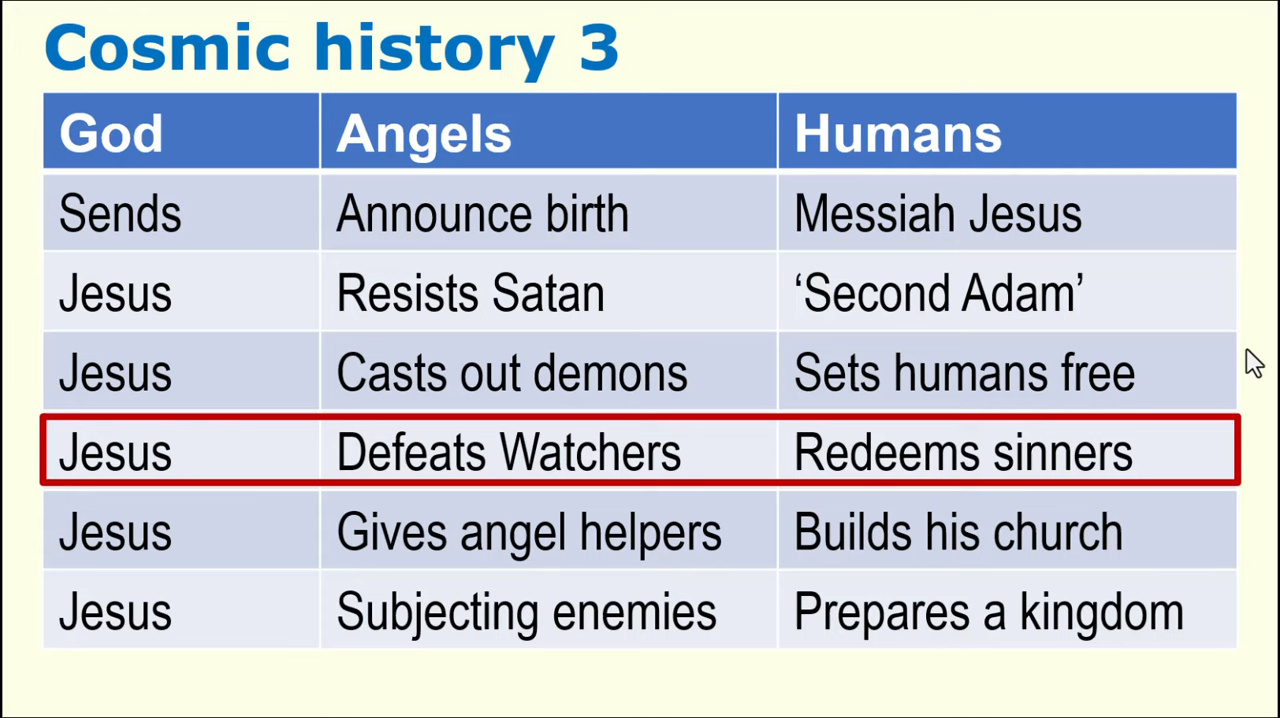 Cosmic history 3
God Angels Humans
Sends Announce birth Messiah Jesus
Jesus Resists Satan ‘Second Adam’
Jesus Casts out demons Sets humans free
Jesus Defeats Watchers Redeems sinners
Jesus Gives angel helpers Builds his church
Jesus Subjecting enemies Prepares a kingdom